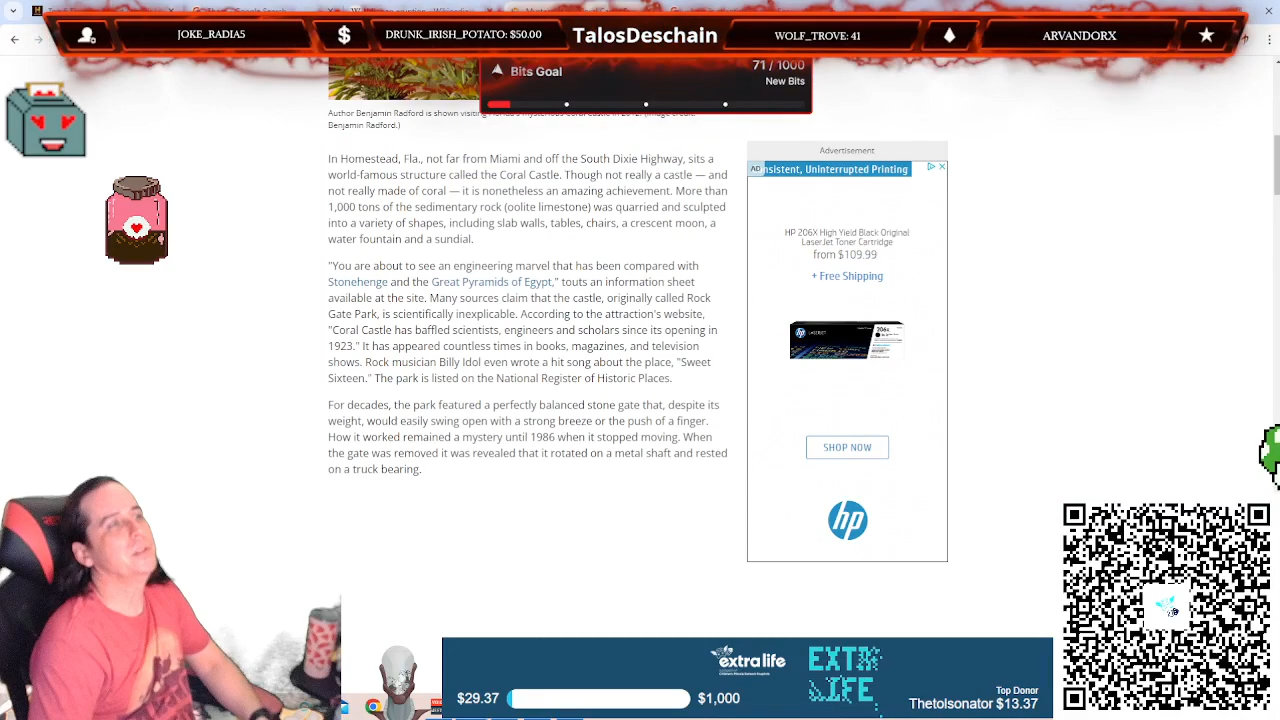 JOKE_RADIA5
$
DRUNK_IRISH_POTATO: $50.00
TalosDeschain
WOLF_TROVE: 41
ARVANDORX
Bits Goal
71 / 1000
New Bits
Author Benjamin Radford is shown visiting
Benjamin Radford.)
In Homestead, Fla., not far from Miami and off the South Dixie Highway, sits a
world-famous structure called the Coral Castle. Though not really a castle — and
not really made of coral — it is nonetheless an amazing achievement. More than
1,000 tons of the sedimentary rock (oolite limestone) was quarried and sculpted
into a variety of shapes, including slab walls, tables, chairs, a crescent moon, a
water fountain and a sundial.
"You are about to see an engineering marvel that has been compared with
Stonehenge and the Great Pyramids of Egypt," touts an information sheet
available at the site. Many sources claim that the castle, originally called Rock
Gate Park, is scientifically inexplicable. According to the attraction's website,
"Coral Castle has baffled scientists, engineers and scholars since its opening in
1923." It has appeared countless times in books, magazines, and television
shows. Rock musician Billy Idol even wrote a hit song about the place, "Sweet
Sixteen." The park is listed on the National Register of Historic Places.
For decades, the park featured a perfectly balanced stone gate that, despite its
weight, would easily swing open with a strong breeze or the push of a finger.
How it worked remained a mystery until 1986 when it stopped moving. When
the gate was removed it was revealed that it rotated on a metal shaft and rested
on a truck bearing.
Advertisement
AD
nsistent, Uninterrupted Printing
HP 206X High Yield Black Original
LaserJet Toner Cartridge
from $109.99
+ Free Shipping
LASERJET
206x
SHOP NOW
hp
$29.37
$1,000
extralife
EXTRA
LIFE
Top Donor
Thetolsonator $13.37